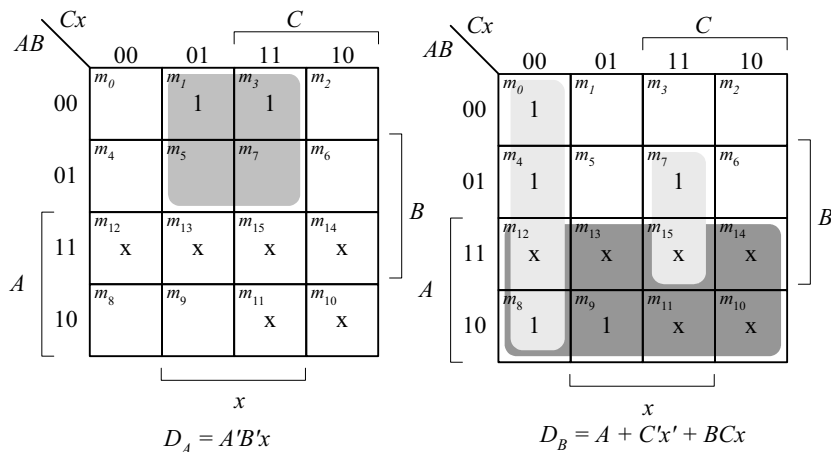 Cx
AB
C
00 01 11 10
00 m0 m1 1 m3 1 m2
01 m4 m5 m7 m6
B
11 m12 x m13 x m15 x m14 x
A
10 m8 m9 m11 x m10 x
x
D_A = A'B'x
Cx
AB
C
00 01 11 10
00 m0 1 m1 m3 m2
01 m4 1 m5 m7 1 m6
B
11 m12 x m13 x m15 x m14 x
A
10 m8 1 m9 1 m11 x m10 x
x
D_B = A + C'x' + BCx